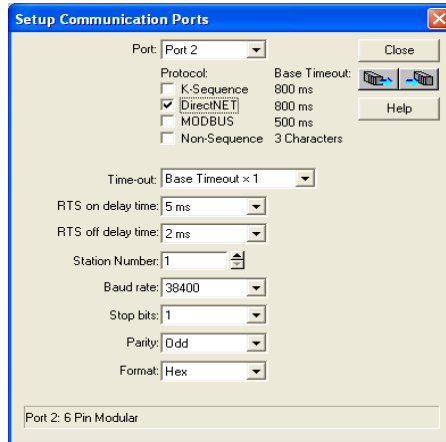 Setup Communication Ports
Port: Port 2 Close
Protocol: Base Timeout:
K-Sequence 800 ms
DirectNET 800 ms
MODBUS 500 ms Help
Non-Sequence 3 Characters
Time-out: Base Timeout × 1
RTS on delay time: 5 ms
RTS off delay time: 2 ms
Station Number: 1
Baud rate: 38400
Stop bits: 1
Parity: Odd
Format: Hex
Port 2: 6 Pin Modular